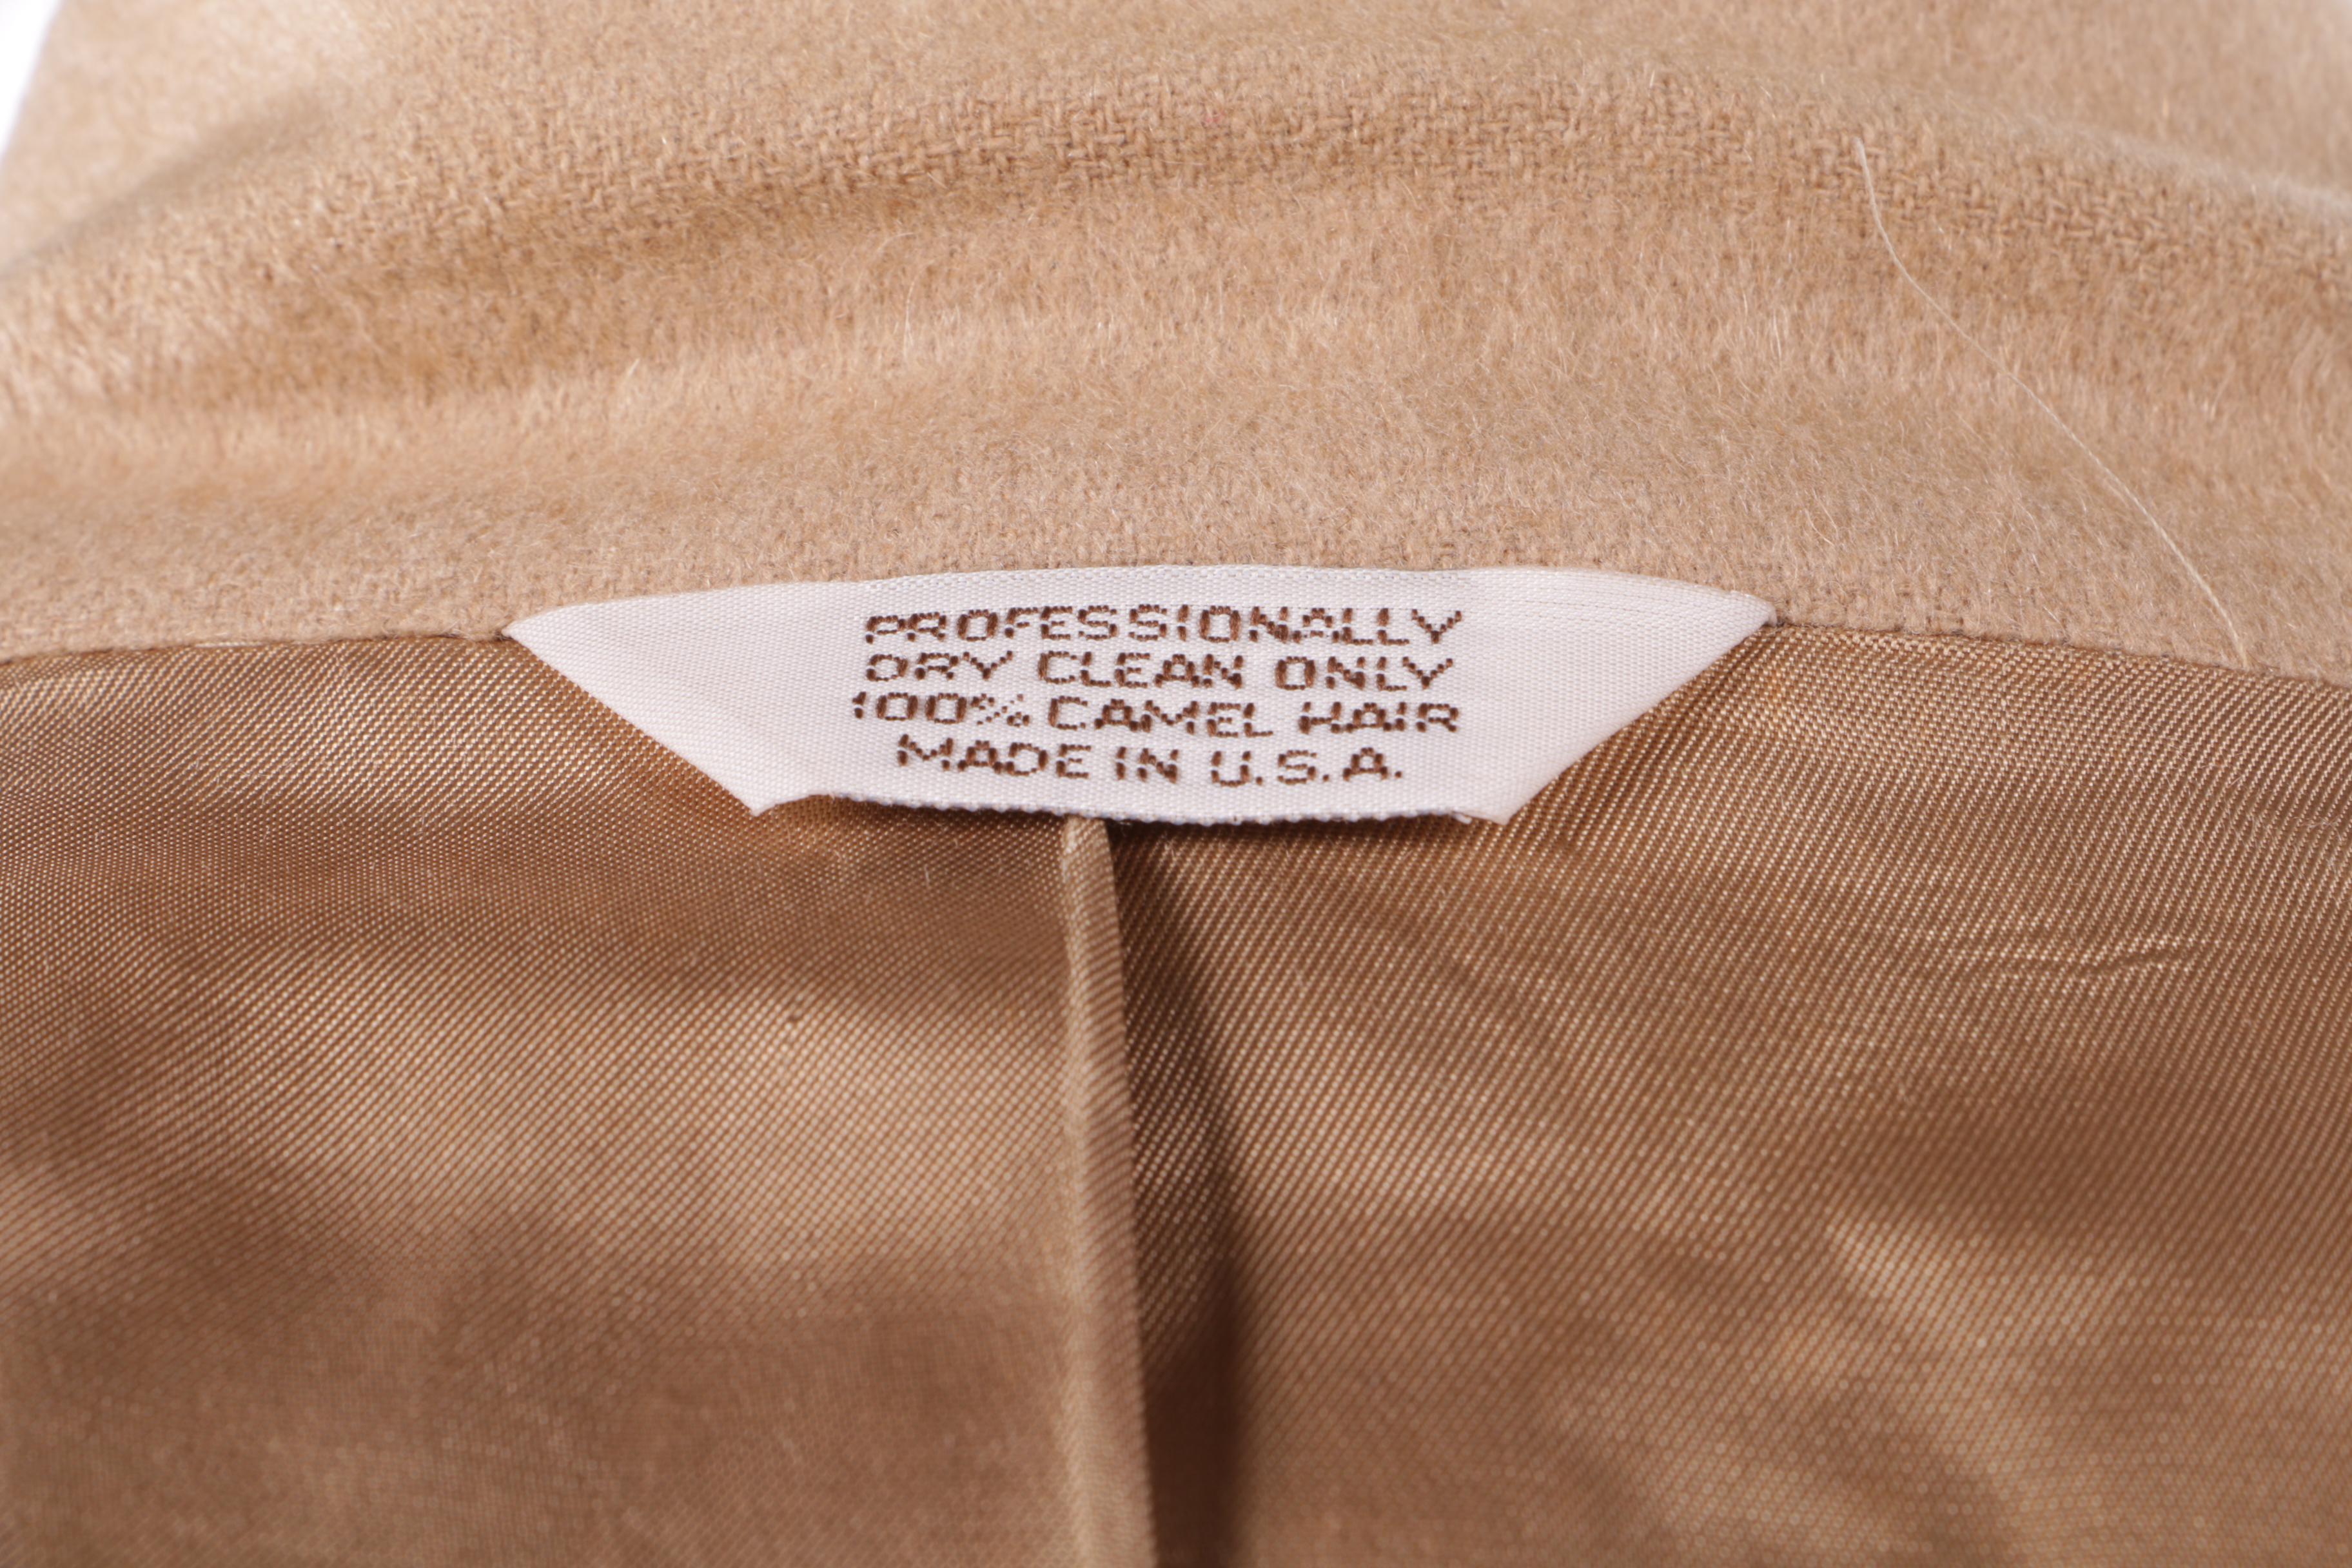 PROFESSIONALLY
DRY CLEAN ONLY
100% CAMEL HAIR
MADE IN U.S.A.